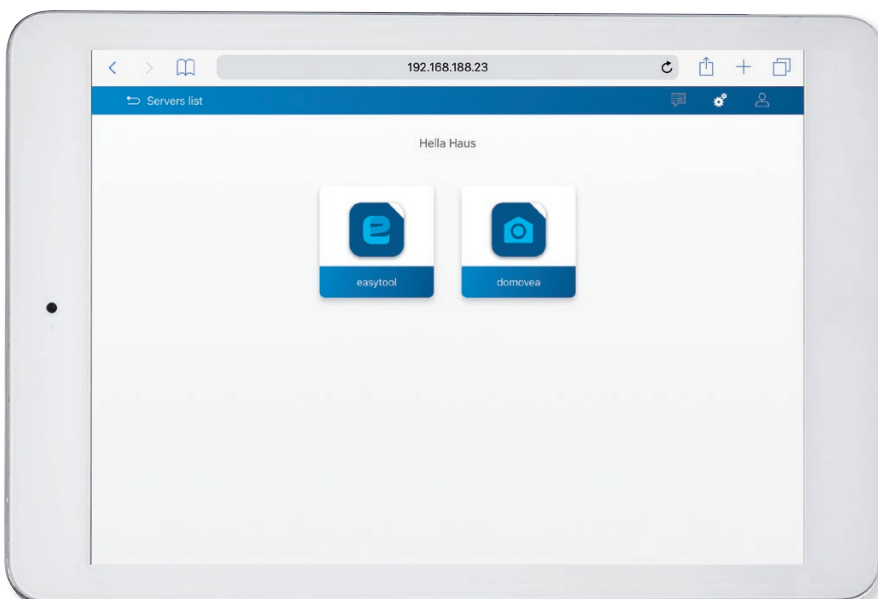 192.168.188.23
Servers list
Hella Haus
easytool
domovea